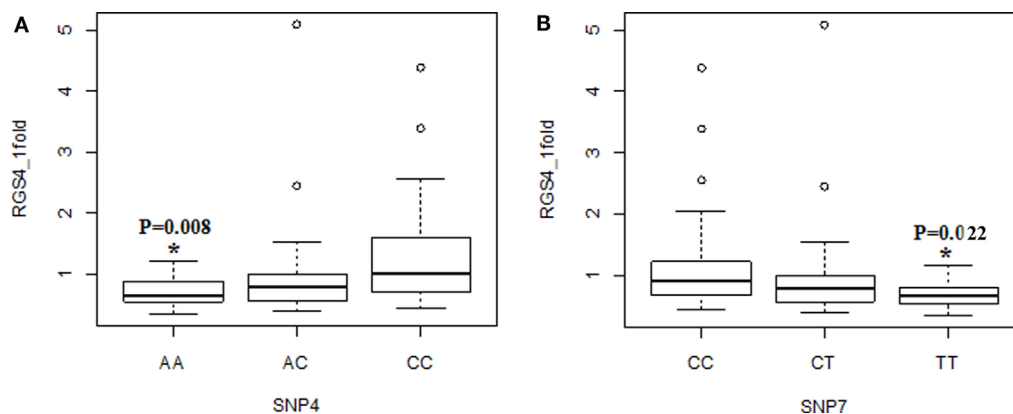 A
RGS4_1fold
5
4
3
2
1
P=0.008
*
AA
AC
CC
SNP4
B
RGS4_1fold
5
4
3
2
1
P=0.022
*
CC
CT
TT
SNP7